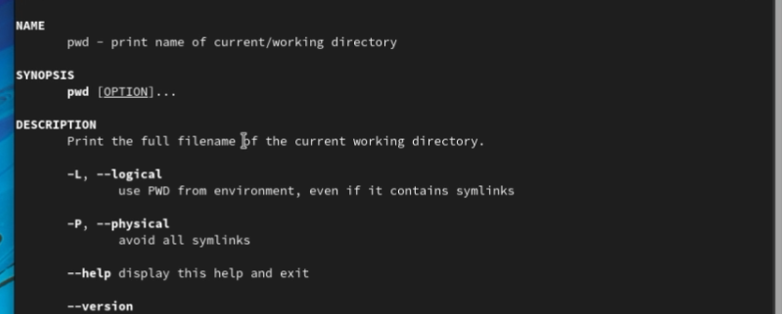 NAME
pwd - print name of current/working directory
SYNOPSIS
pwd [OPTION]...
DESCRIPTION
Print the full filename of the current working directory.
-L, --logical
use PWD from environment, even if it contains symlinks
-P, --physical
avoid all symlinks
--help display this help and exit
--version